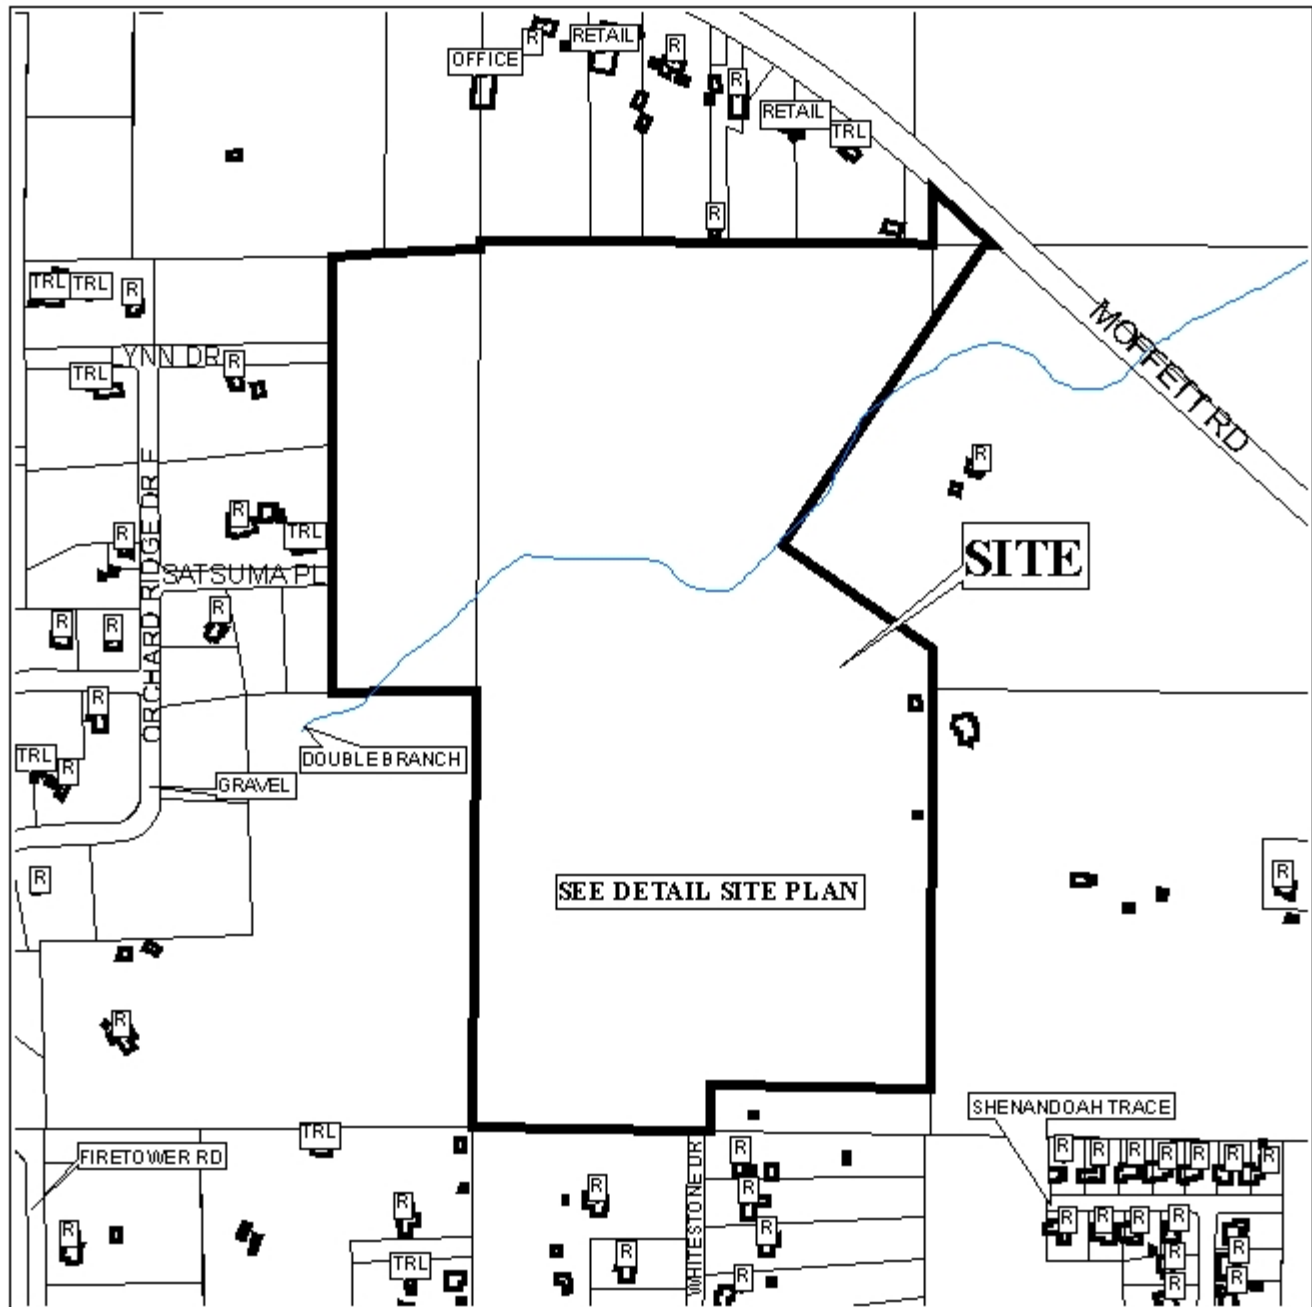 R
RETAIL
R
OFFICE
R
RETAIL
TRL
R
TRL
TRL
R
MOFFETT RD
YNN DR
R
TRL
R
ORCHARD RIDGE DR E
R
R
TRL
SITE
SATSUMA PL
R
R
R
R
DOUBLE BRANCH
TRL
R
GRAVEL
R
R
SEE DETAIL SITE PLAN
R
SHENANDOAH TRACE
TRL
FIRETOWER RD
R
R
R
R
R
R
R
R
R
WHITESTONE DR
R
R
R
R
R
R
R
R
R
R
R
R
TRL
R
R
R
R